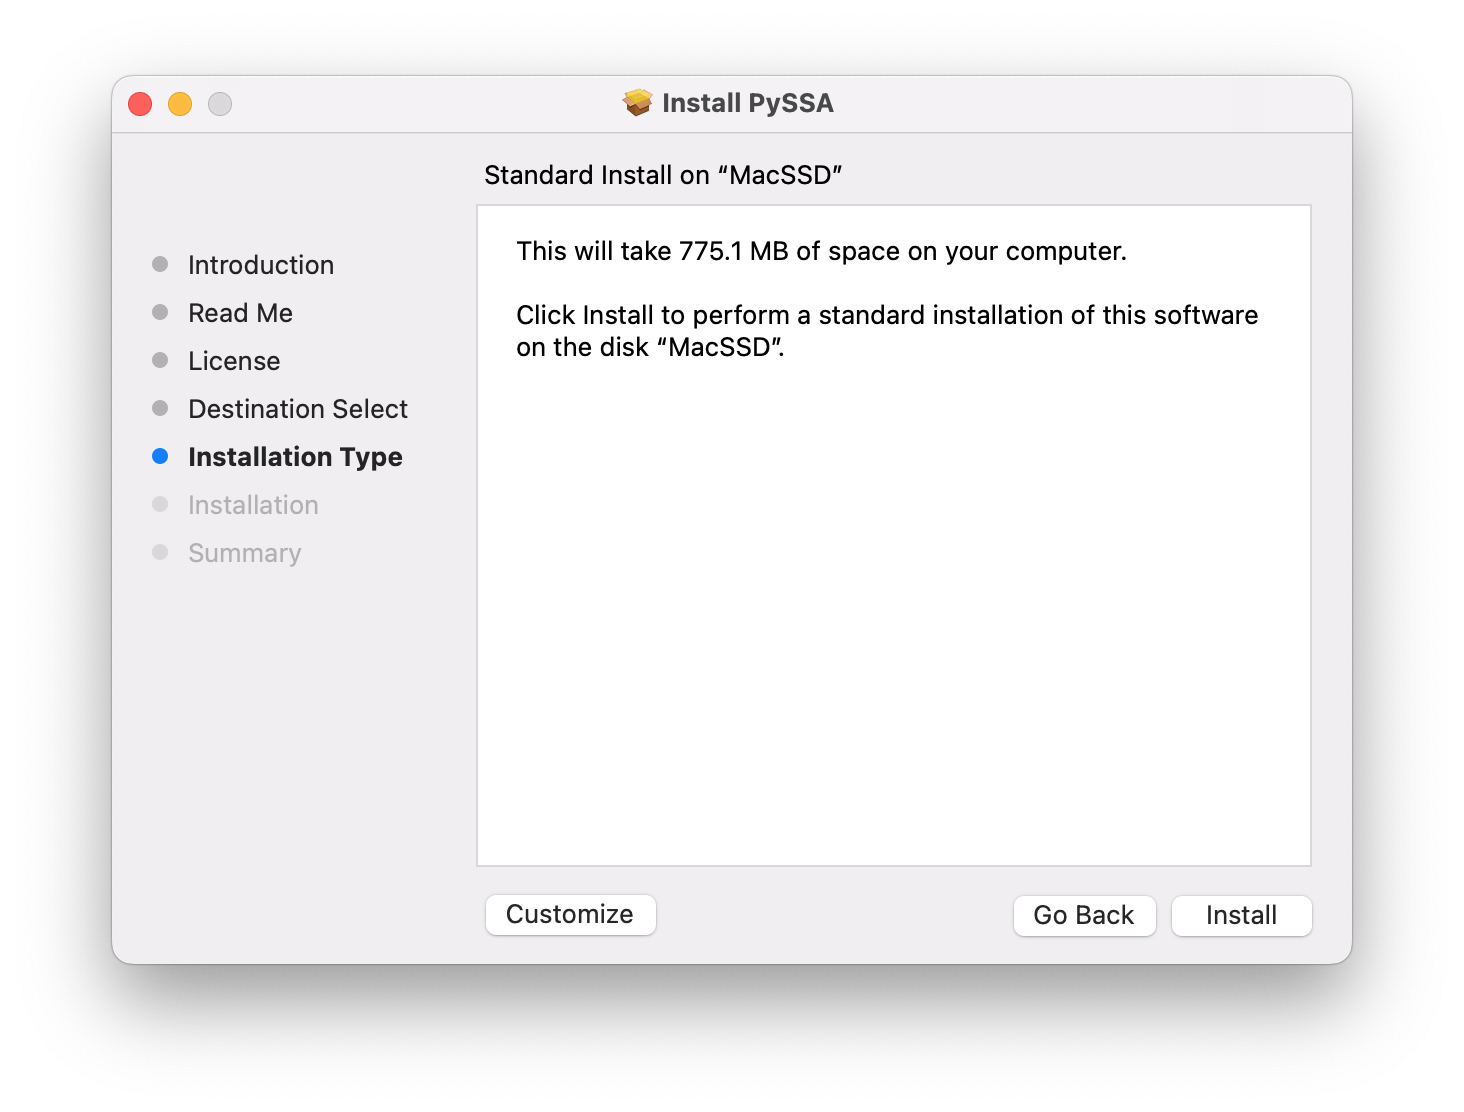 Install PySSA
Standard Install on “MacSSD”
Introduction
Read Me
License
Destination Select
Installation Type
Installation
Summary
This will take 775.1 MB of space on your computer.
Click Install to perform a standard installation of this software
on the disk “MacSSD”.
Customize
Go Back
Install